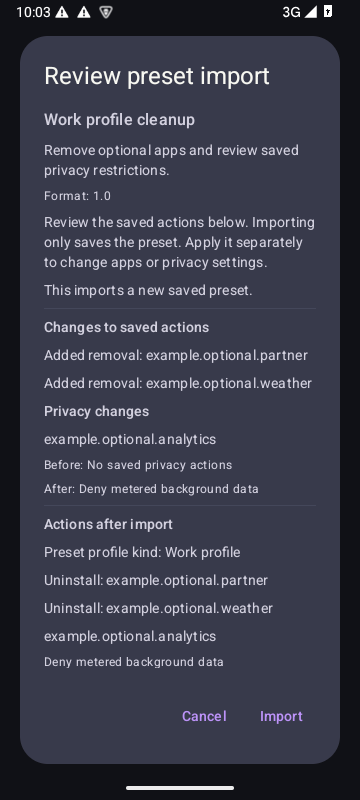 10:03
3G
Review preset import
Work profile cleanup
Remove optional apps and review saved
privacy restrictions.
Format: 1.0
Review the saved actions below. Importing
only saves the preset. Apply it separately
to change apps or privacy settings.
This imports a new saved preset.
Changes to saved actions
Added removal: example.optional.partner
Added removal: example.optional.weather
Privacy changes
example.optional.analytics
Before: No saved privacy actions
After: Deny metered background data
Actions after import
Preset profile kind: Work profile
Uninstall: example.optional.partner
Uninstall: example.optional.weather
example.optional.analytics
Deny metered background data
Cancel
Import